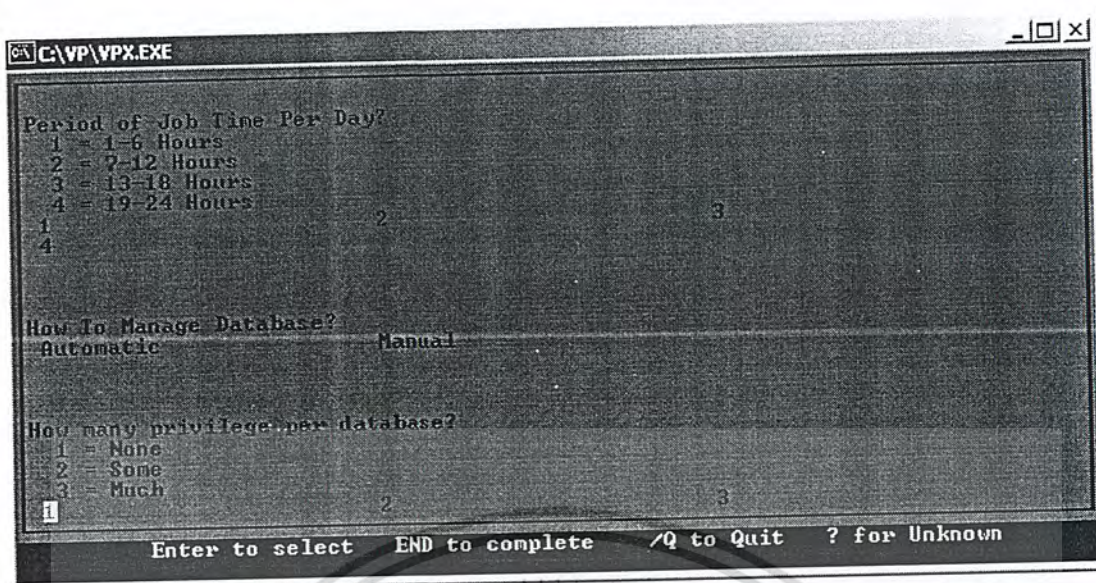 C:\VP\VPX.EXE
Period of Job Time Per Day?
1 = 1-6 Hours
2 = 7-12 Hours
3 = 13-18 Hours
4 = 19-24 Hours
1 2 3
4
How To Manage Database?
Automatic Manual
How many privilege per database?
1 = None
2 = Some
3 = Much
1 2 3
Enter to select END to complete /Q to Quit ? for Unknown